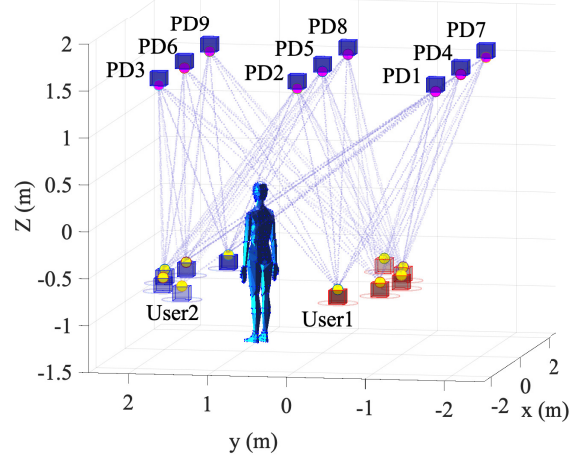 PD9 PD8 PD7
PD6 PD5 PD4
PD3 PD2 PD1
2
1.5
1
0.5
0
-0.5
-1
-1.5
Z (m)
User2 User1
2 1 0 -1 -2
y (m)
-2 0 2
x (m)